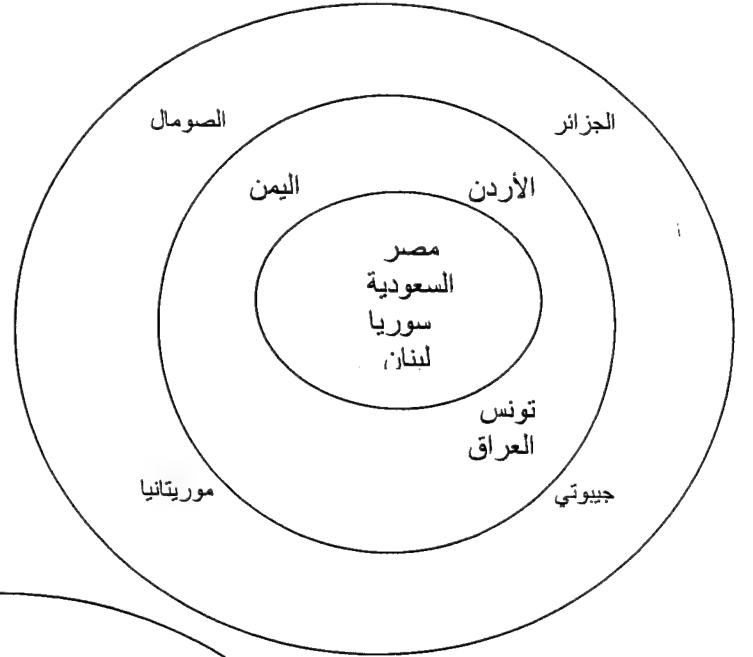 الجزائر
الصومال
الأردن
اليمن
مصر
السعودية
سوريا
لبنان
تونس
العراق
جيبوتي
موريتانيا